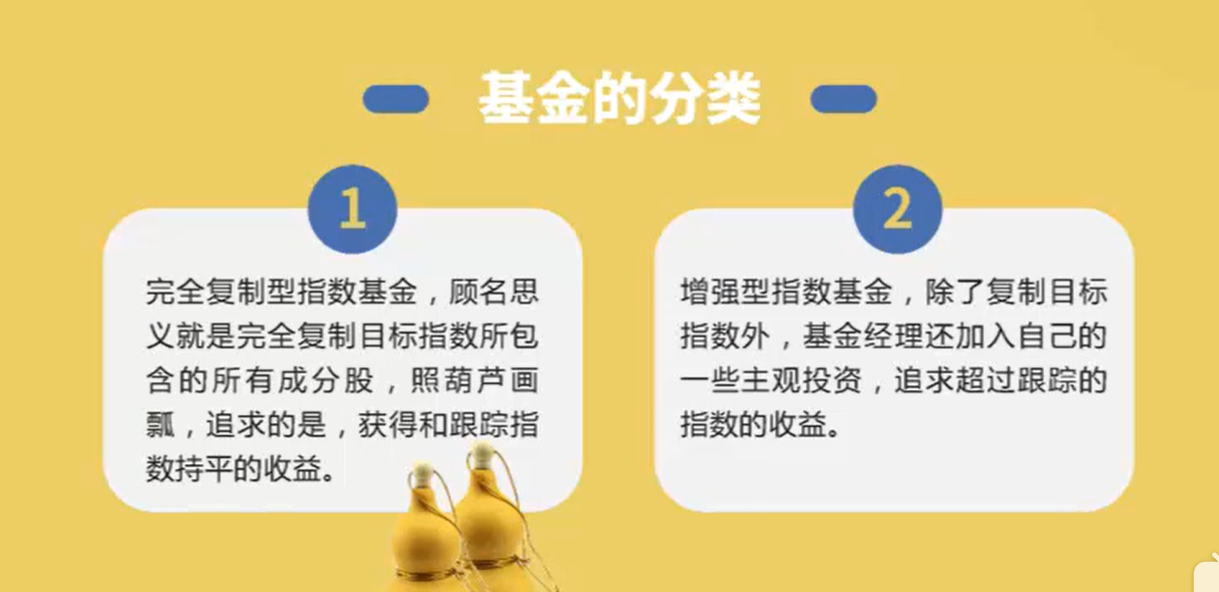 基金的分类
1
完全复制型指数基金，顾名思
义就是完全复制目标指数所包
含的所有成分股，照葫芦画
瓢，追求的是，获得和跟踪指
数持平的收益。
2
增强型指数基金，除了复制目标
指数外，基金经理还加入自己的
一些主观投资，追求超过跟踪的
指数的收益。